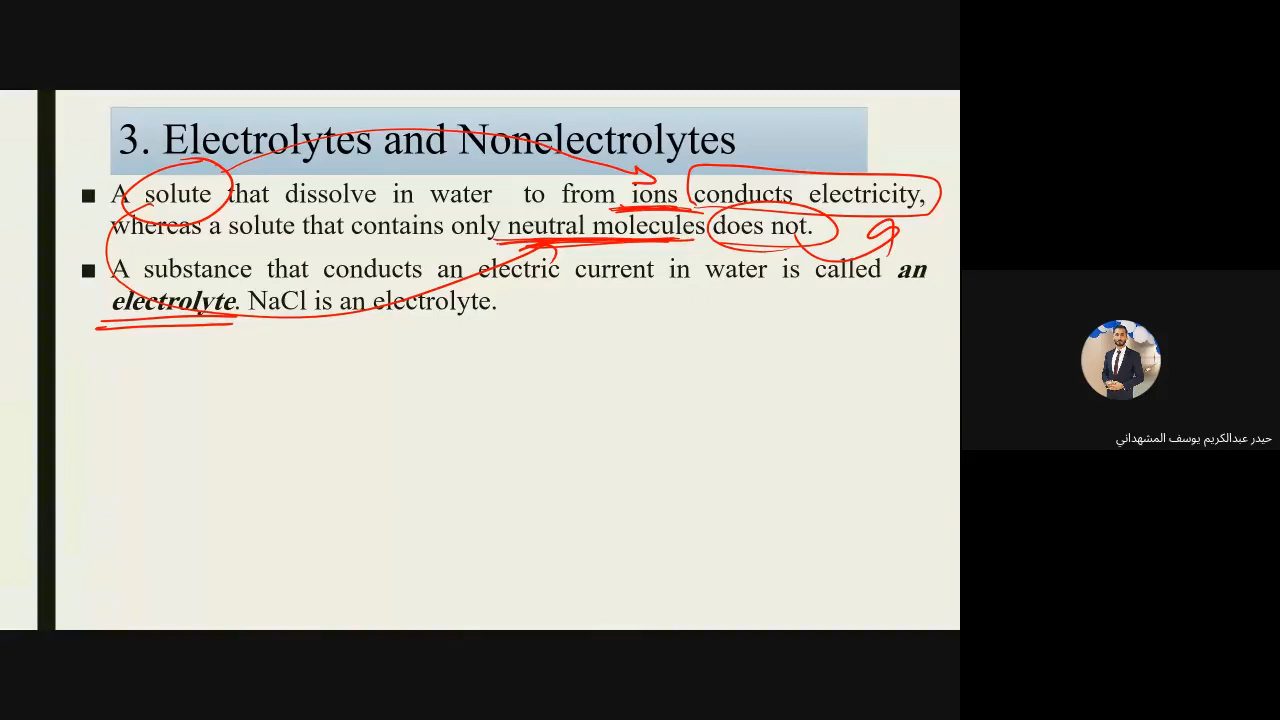 3. Electrolytes and Nonelectrolytes
■ A solute that dissolve in water to from ions conducts electricity,
whereas a solute that contains only neutral molecules does not.
■ A substance that conducts an electric current in water is called an
electrolyte. NaCl is an electrolyte.
حيدر عبدالكريم يوسف المشهداني